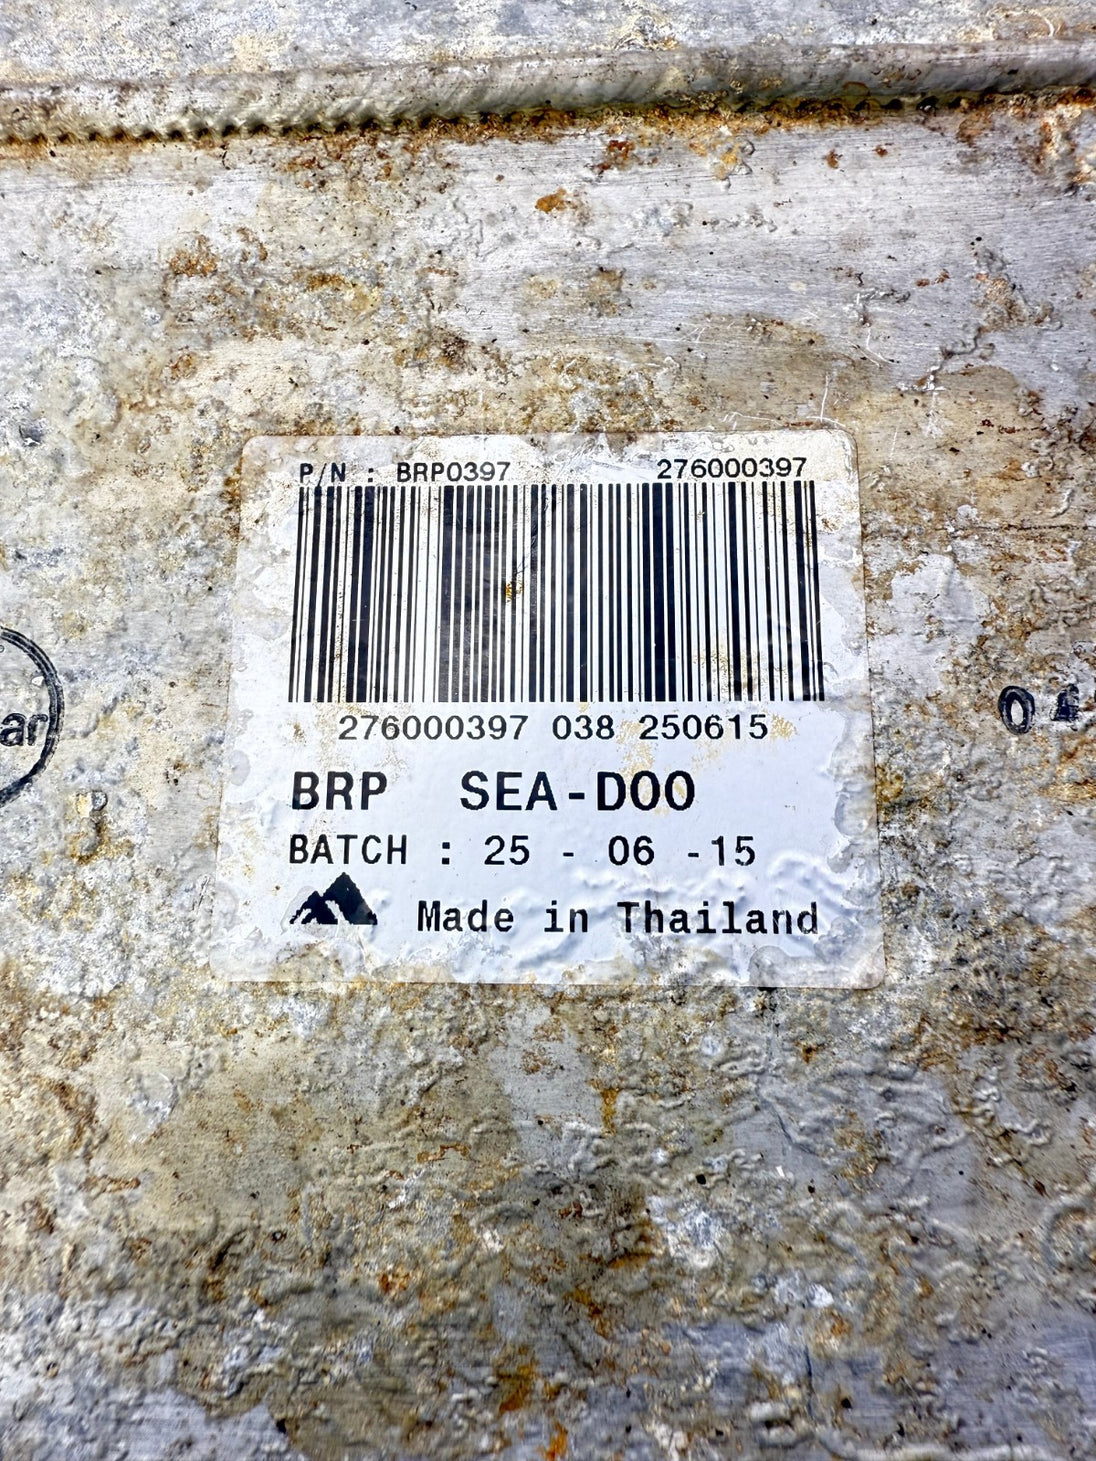 P/N : BRP0397 276000397
276000397 038 250615
BRP SEA-DOO
BATCH : 25 - 06 -15
Made in Thailand